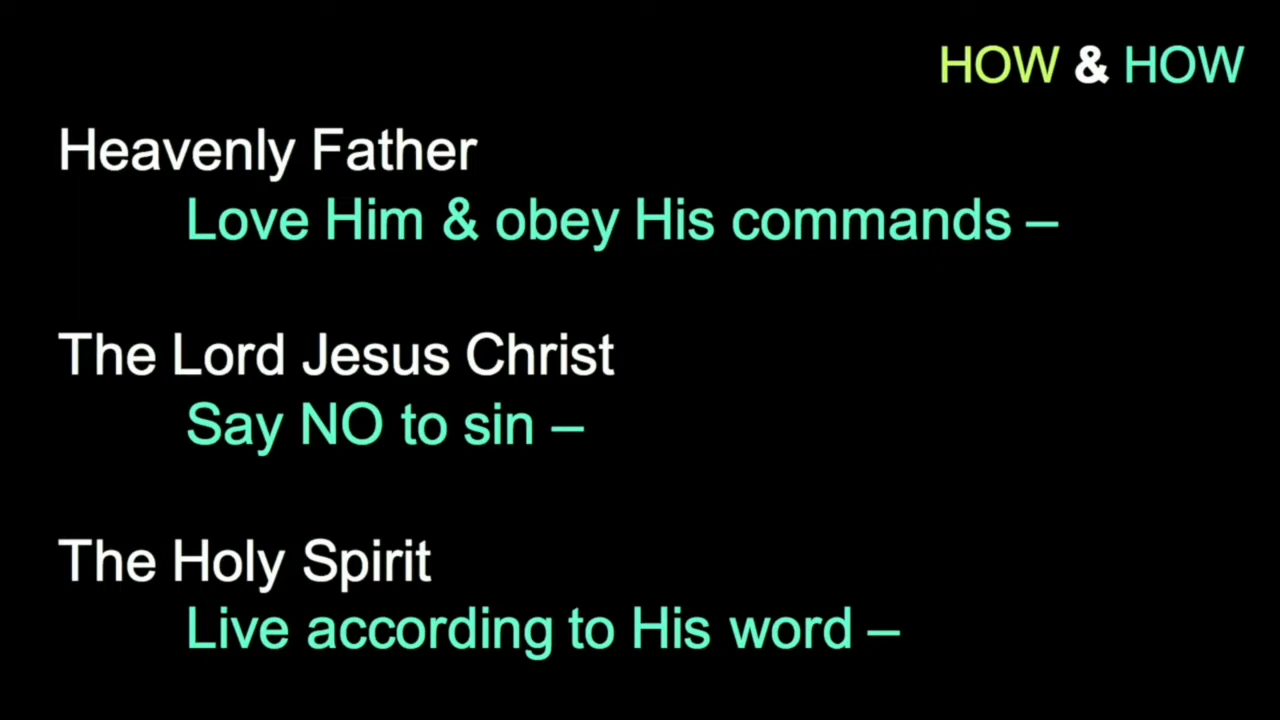 HOW & HOW
Heavenly Father
Love Him & obey His commands –
The Lord Jesus Christ
Say NO to sin –
The Holy Spirit
Live according to His word –